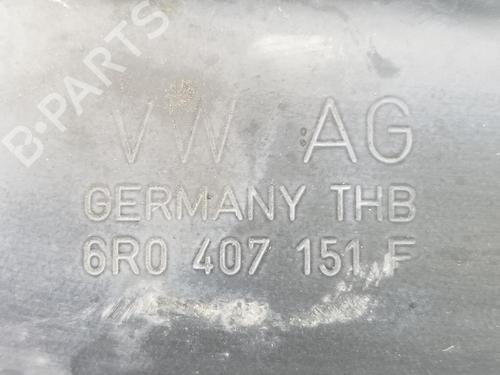 B-PARTS
VW AG
GERMANY THB
6R0 407 151 F